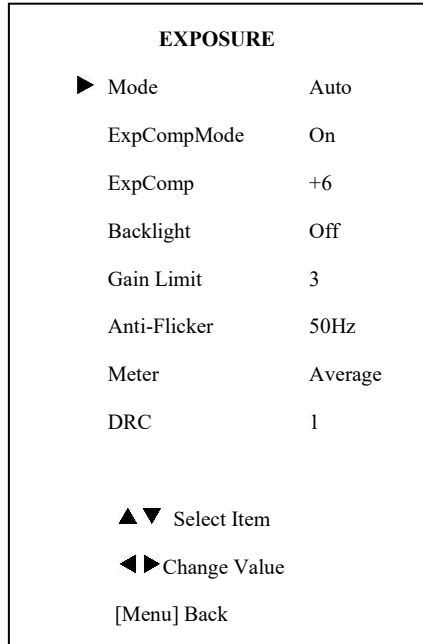 EXPOSURE
▶ Mode Auto
ExpCompMode On
ExpComp +6
Backlight Off
Gain Limit 3
Anti-Flicker 50Hz
Meter Average
DRC 1
▲▼ Select Item
◀▶Change Value
[Menu] Back